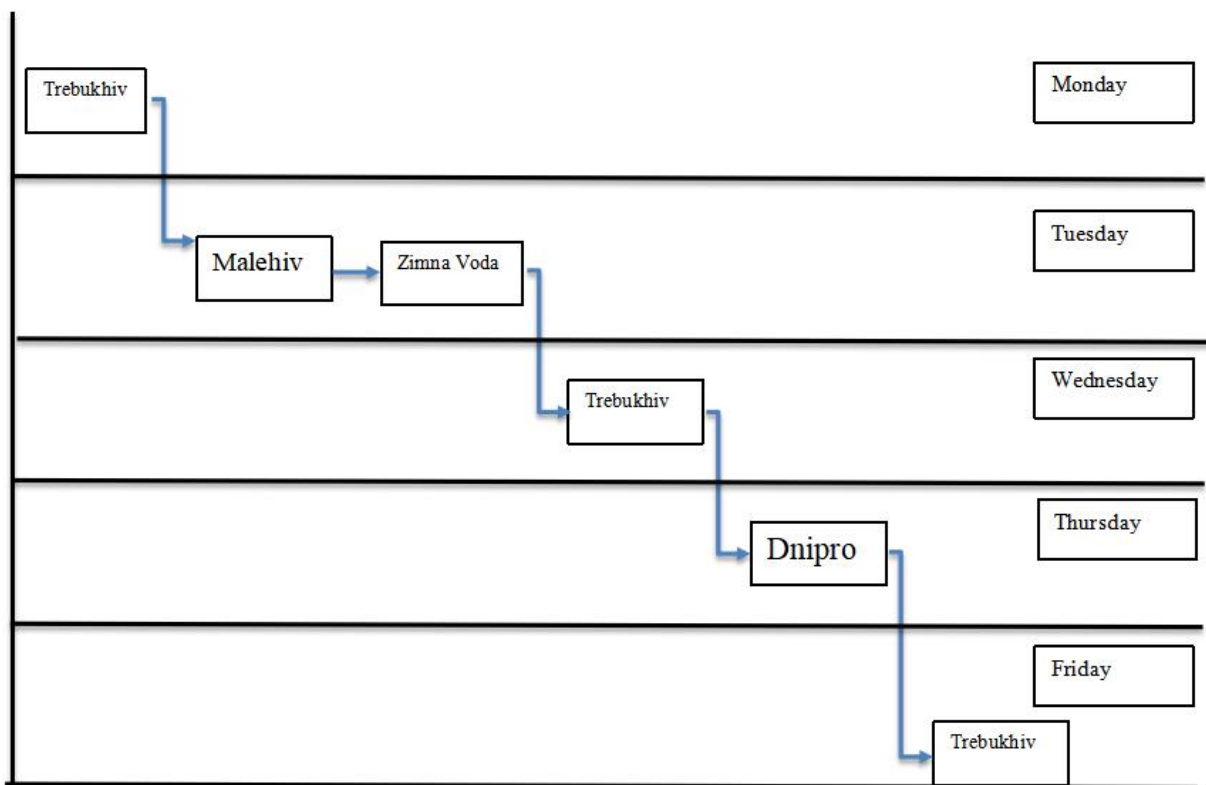 Trebukhiv
Monday
Malehiv
Zimna Voda
Tuesday
Trebukhiv
Wednesday
Dnipro
Thursday
Friday
Trebukhiv